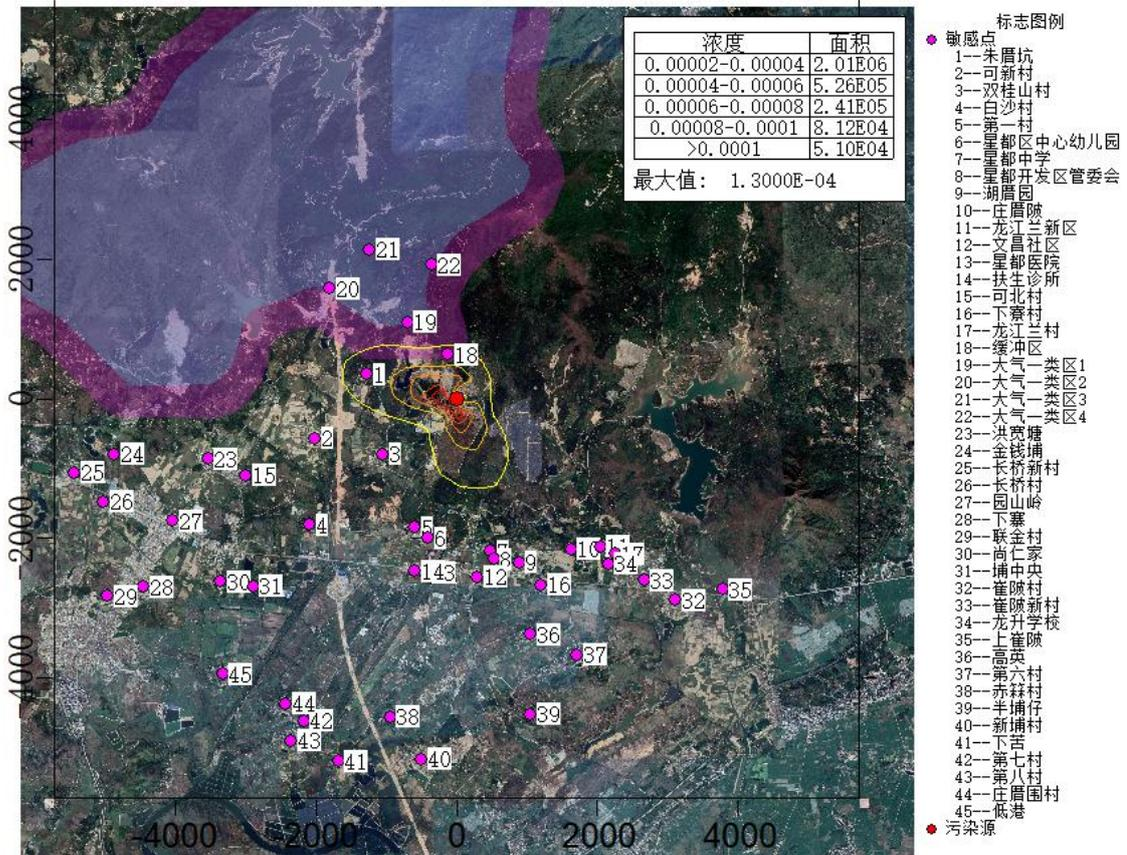 浓度 面积
0.00002-0.00004 2.01E06
0.00004-0.00006 5.26E05
0.00006-0.00008 2.41E05
0.00008-0.0001 8.12E04
>0.0001 5.10E04
最大值: 1.3000E-04
标志图例
敏感点
1--朱厝坑
2--可新村
3--双桂山村
4--白沙村
5--第一村
6--星都区中心幼儿园
7--星都中学
8--星都开发区管委会
9--湖厝园
10--庄厝陂
11--龙江兰新区
12--文昌社区
13--星都医院
14--扶生诊所
15--可北村
16--下寮村
17--龙江兰村
18--缓冲区
19--大气一类区1
20--大气一类区2
21--大气一类区3
22--大气一类区4
23--洪宽塘
24--金钱埔
25--长桥新村
26--长桥村
27--园山岭
28--下寨
29--联金村
30--尚仁家
31--埔中央
32--崔陂村
33--崔陂新村
34--龙升学校
35--上崔陂
36--高英
37--第六村
38--赤䔉村
39--半埔仔
40--新埔村
41--下苦
42--第七村
43--第八村
44--庄厝围村
45--低港
污染源
4000
2000
0
-2000
-4000
-4000 -2000 0 2000 4000
21
22
20
19
18
1
2
3
24
23
25
15
26
27
4
5
6
7
8
9
10
11
17
34
143
12
16
33
35
32
28
30
31
29
36
37
45
44
42
38
39
43
41
40